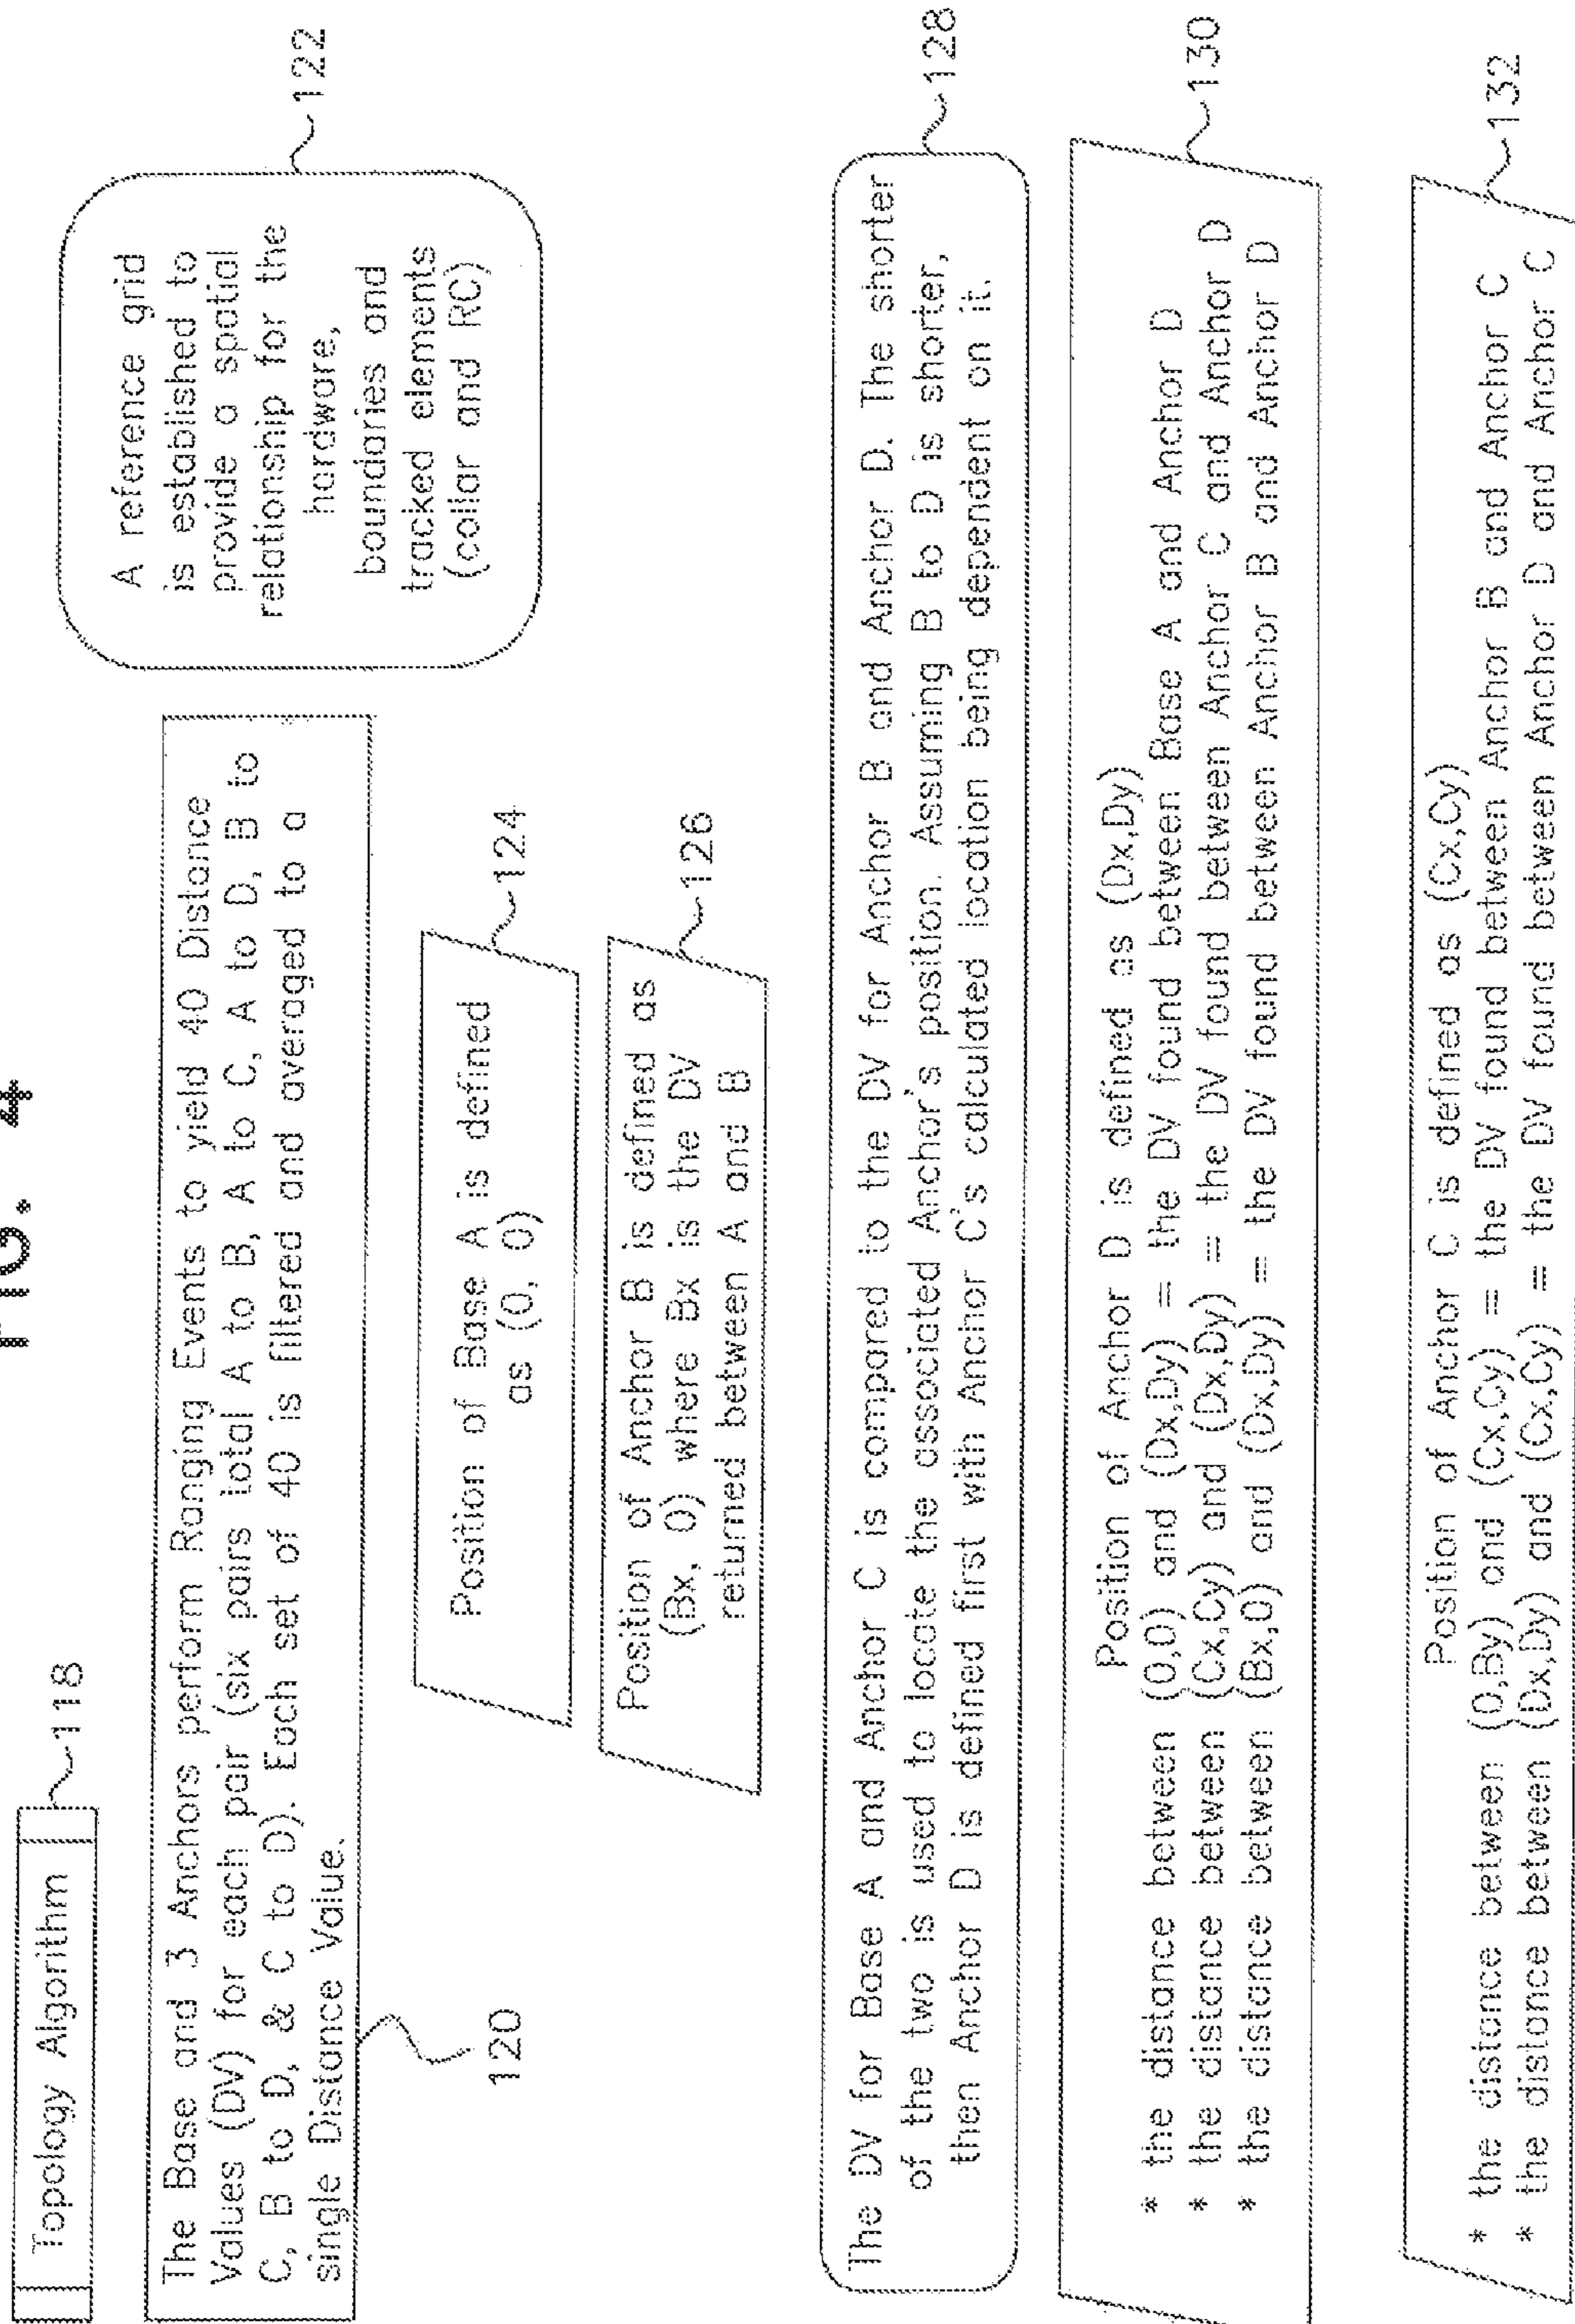 FIG. 4
Topology Algorithm
118
The Base and 3 Anchors perform Ranging Events to yield 40 Distance
Values (DV) for each pair (six pairs total A to B, A to C, A to D, B to
C, B to D, & C to D). Each set of 40 is filtered and averaged to a
single Distance Value.
120
A reference grid
is established to
provide a spatial
relationship for the
hardware,
boundaries and
tracked elements
(collar and RC)
122
Position of Base A is defined
as (0, 0)
124
Position of Anchor B is defined as
(Bx, 0) where Bx is the DV
returned between A and B
126
The DV for Base A and Anchor C is compared to the DV for Anchor B and Anchor D. The shorter
of the two is used to locate the associated Anchor's position. Assuming B to D is shorter,
then Anchor D is defined first with Anchor C's calculated location being dependent on it.
128
Position of Anchor D is defined as (Dx,Dy)
* the distance between (0,0) and (Dx,Dy) = the DV found between Base A and Anchor D
* the distance between (Cx,Cy) and (Dx,Dy) = the DV found between Anchor C and Anchor D
* the distance between (Bx,0) and (Dx,Dy) = the DV found between Anchor B and Anchor D
130
Position of Anchor C is defined as (Cx,Cy)
* the distance between (0,By) and (Cx,Cy) = the DV found between Anchor B and Anchor C
* the distance between (Dx,Dy) and (Cx,Cy) = the DV found between Anchor D and Anchor C
132